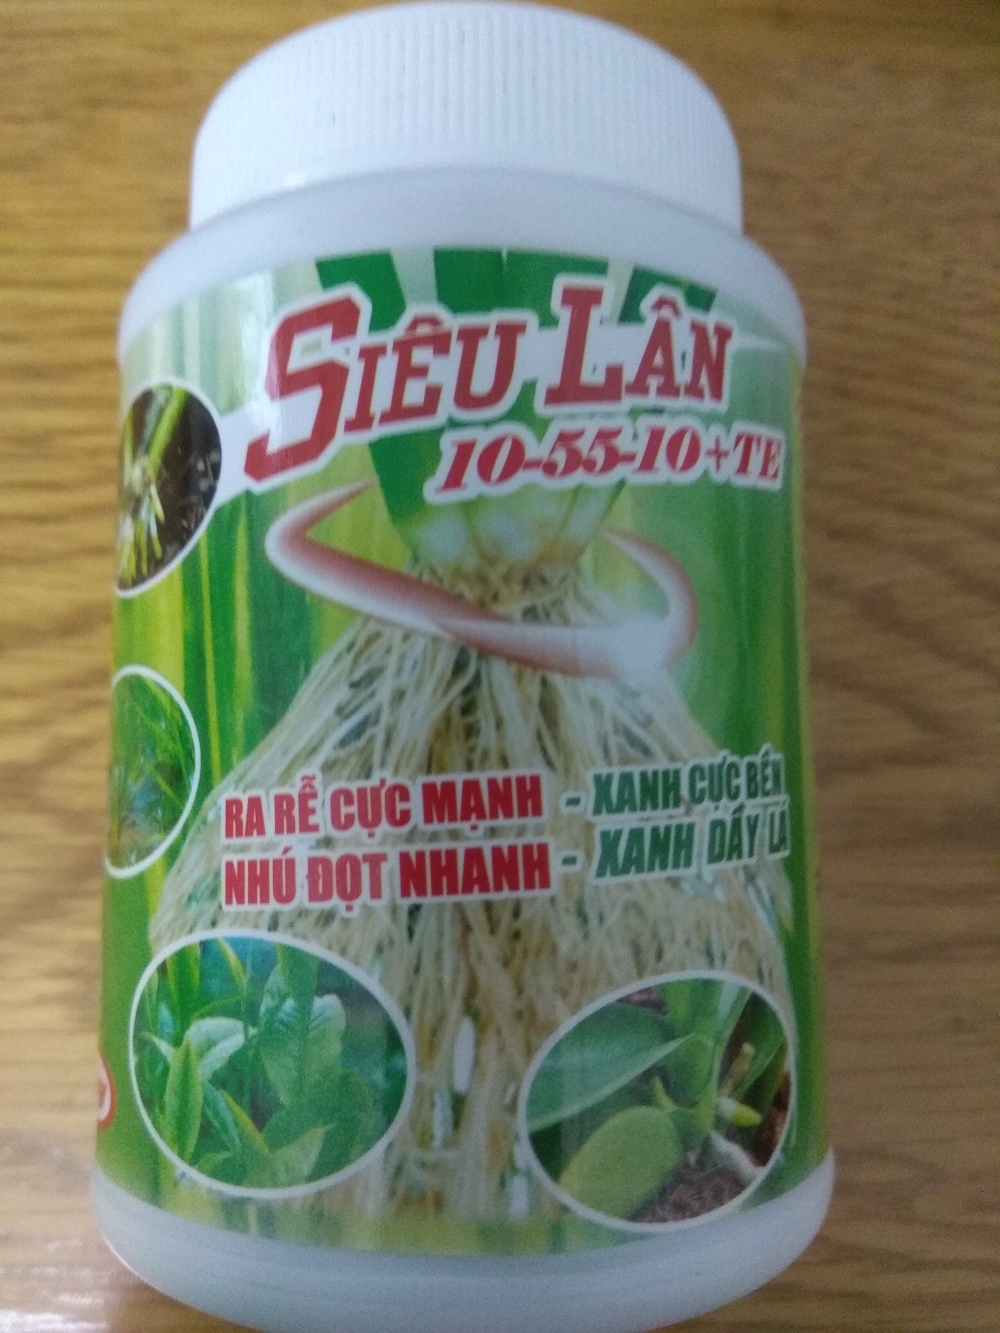 SIÊU LÂN
10-55-10+TE
RA RỄ CỰC MẠNH - XANH CỰC BỀN
NHÚ ĐỌT NHANH - XANH DẦY LÁ